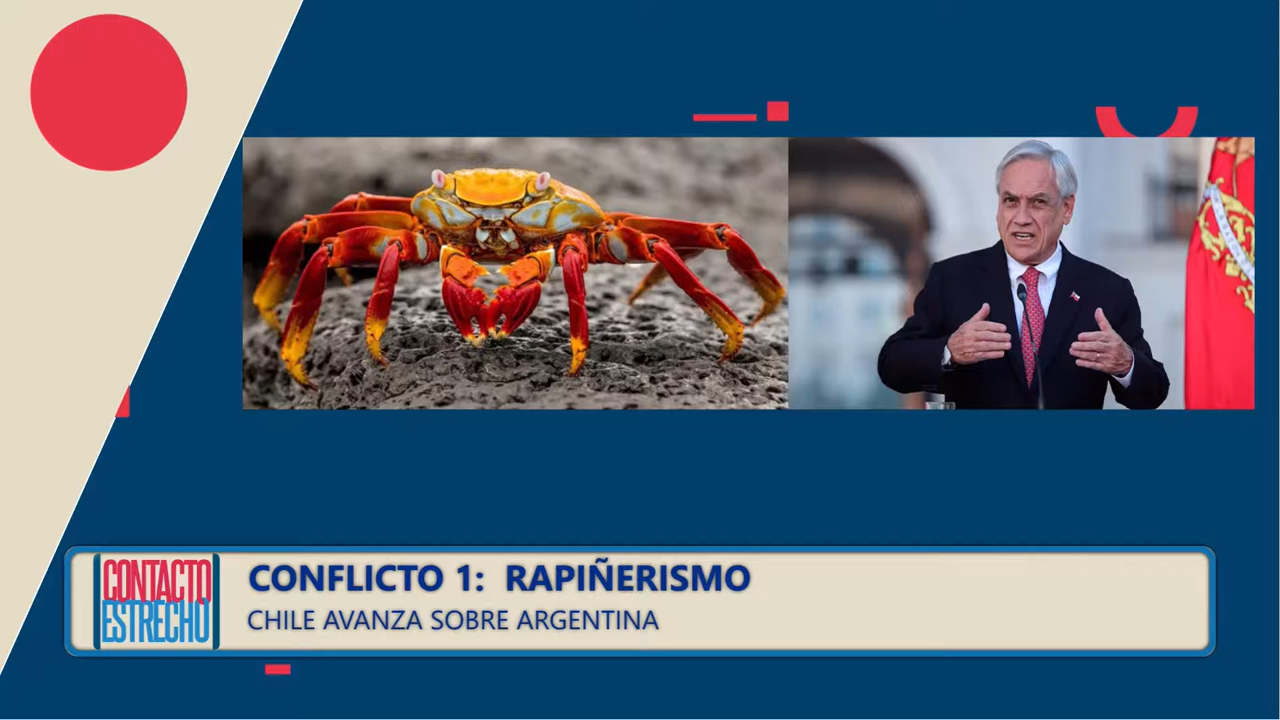 CONTACTO
ESTRECHO
CONFLICTO 1: RAPIÑERISMO
CHILE AVANZA SOBRE ARGENTINA